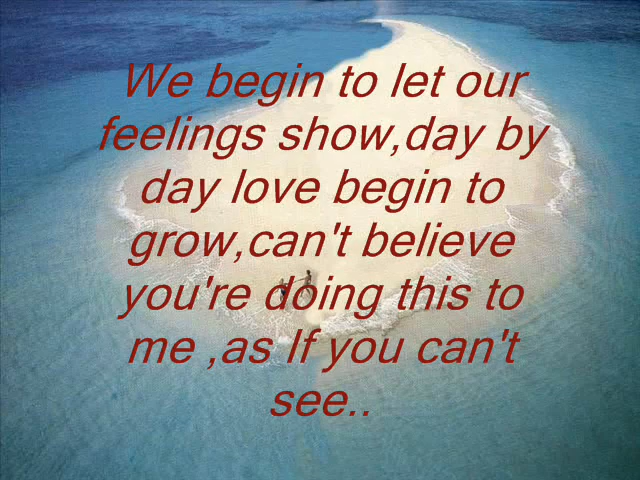 We begin to let our
feelings show,day by
day love begin to
grow,can't believe
you're doing this to
me ,as If you can't
see..